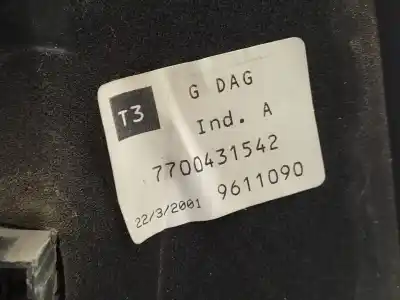 T3
G DAG
Ind. A
7700431542
22/3/2001 9611090